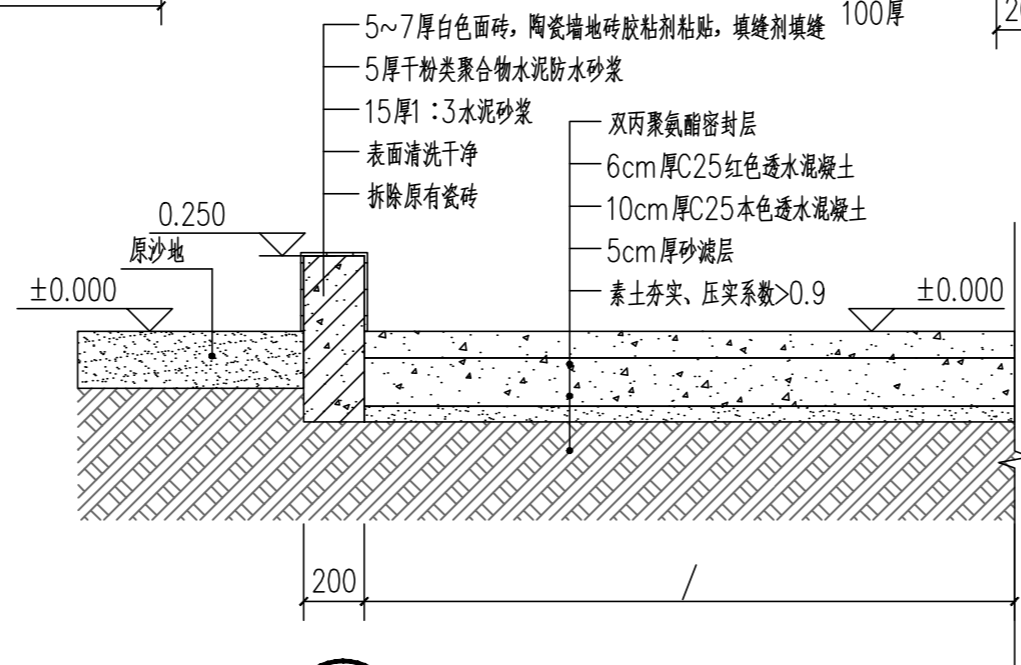 5~7厚白色面砖，陶瓷墙地砖胶粘剂粘贴，填缝剂填缝
100厚
5厚干粉类聚合物水泥防水砂浆
15厚1：3水泥砂浆
表面清洗干净
拆除原有瓷砖
双丙聚氨酯密封层
6cm厚C25红色透水混凝土
10cm厚C25本色透水混凝土
5cm厚砂滤层
素土夯实、压实系数>0.9
0.250
原沙地
±0.000
±0.000
200
/